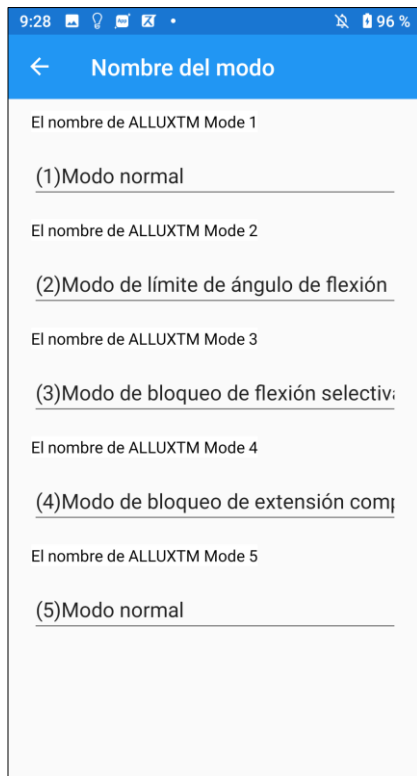 9:28 96 %
Nombre del modo
El nombre de ALLUXTM Mode 1
(1)Modo normal
El nombre de ALLUXTM Mode 2
(2)Modo de límite de ángulo de flexión
El nombre de ALLUXTM Mode 3
(3)Modo de bloqueo de flexión selectiva
El nombre de ALLUXTM Mode 4
(4)Modo de bloqueo de extensión comp
El nombre de ALLUXTM Mode 5
(5)Modo normal